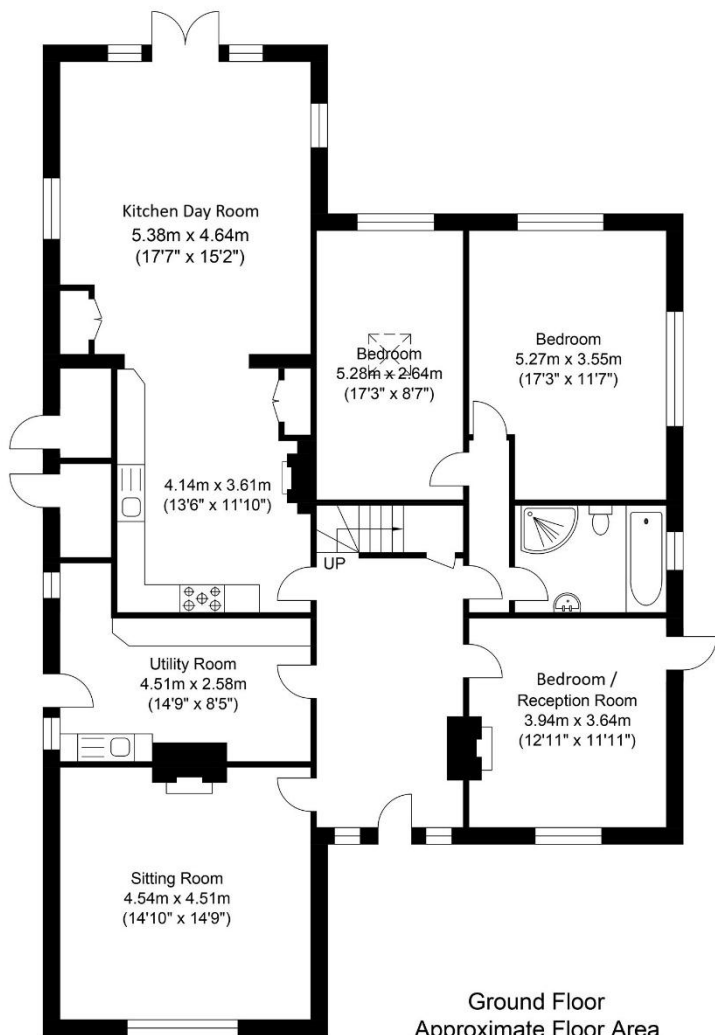 Kitchen Day Room
5.38m x 4.64m
(17'7" x 15'2")
Bedroom
5.28m x 2.64m
(17'3" x 8'7")
Bedroom
5.27m x 3.55m
(17'3" x 11'7")
4.14m x 3.61m
(13'6" x 11'10")
UP
Utility Room
4.51m x 2.58m
(14'9" x 8'5")
Bedroom /
Reception Room
3.94m x 3.64m
(12'11" x 11'11")
Sitting Room
4.54m x 4.51m
(14'10" x 14'9")
Ground Floor
Approximate Floor Area